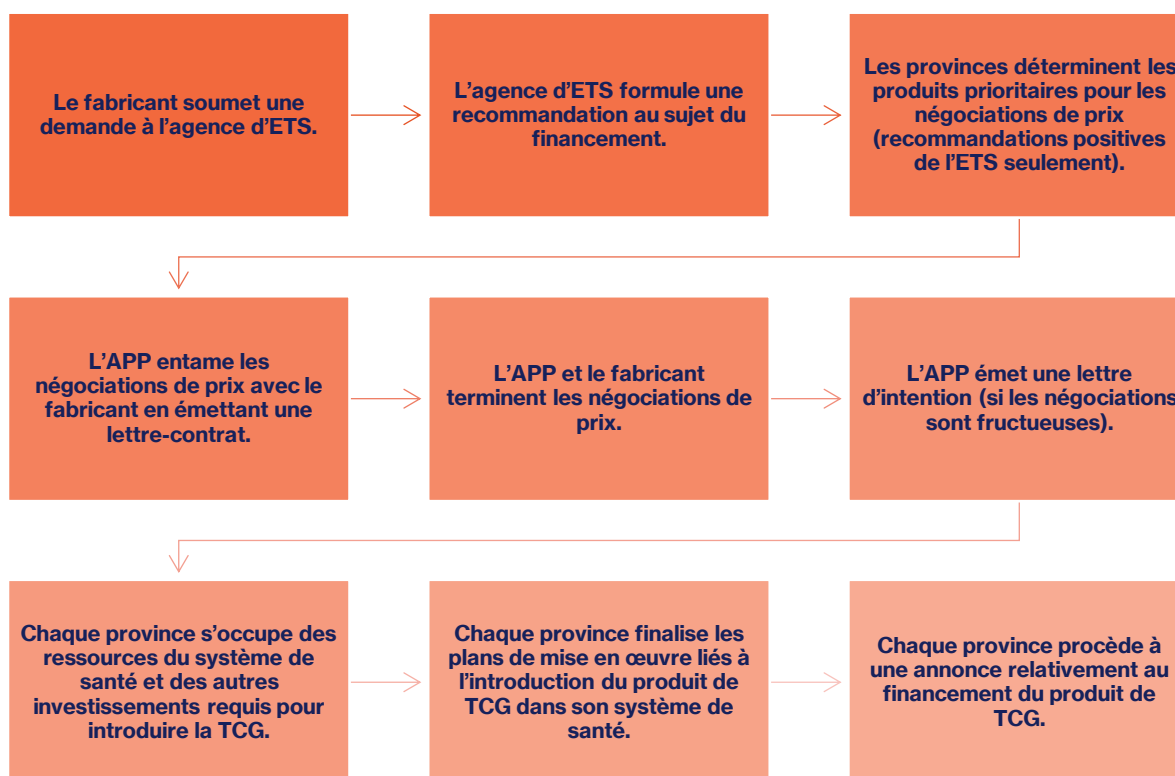 Le fabricant soumet une
demande à l’agence d’ETS.
L’agence d’ETS formule une
recommandation au sujet du
financement.
Les provinces déterminent les
produits prioritaires pour les
négociations de prix
(recommandations positives
de l’ETS seulement).
L’APP entame les
négociations de prix avec le
fabricant en émettant une
lettre-contrat.
L’APP et le fabricant
terminent les négociations de
prix.
L’APP émet une lettre
d’intention (si les négociations
sont fructueuses).
Chaque province s’occupe des
ressources du système de
santé et des autres
investissements requis pour
introduire la TCG.
Chaque province finalise les
plans de mise en œuvre liés à
l’introduction du produit de
TCG dans son système de
santé.
Chaque province procède à
une annonce relativement au
financement du produit de
TCG.